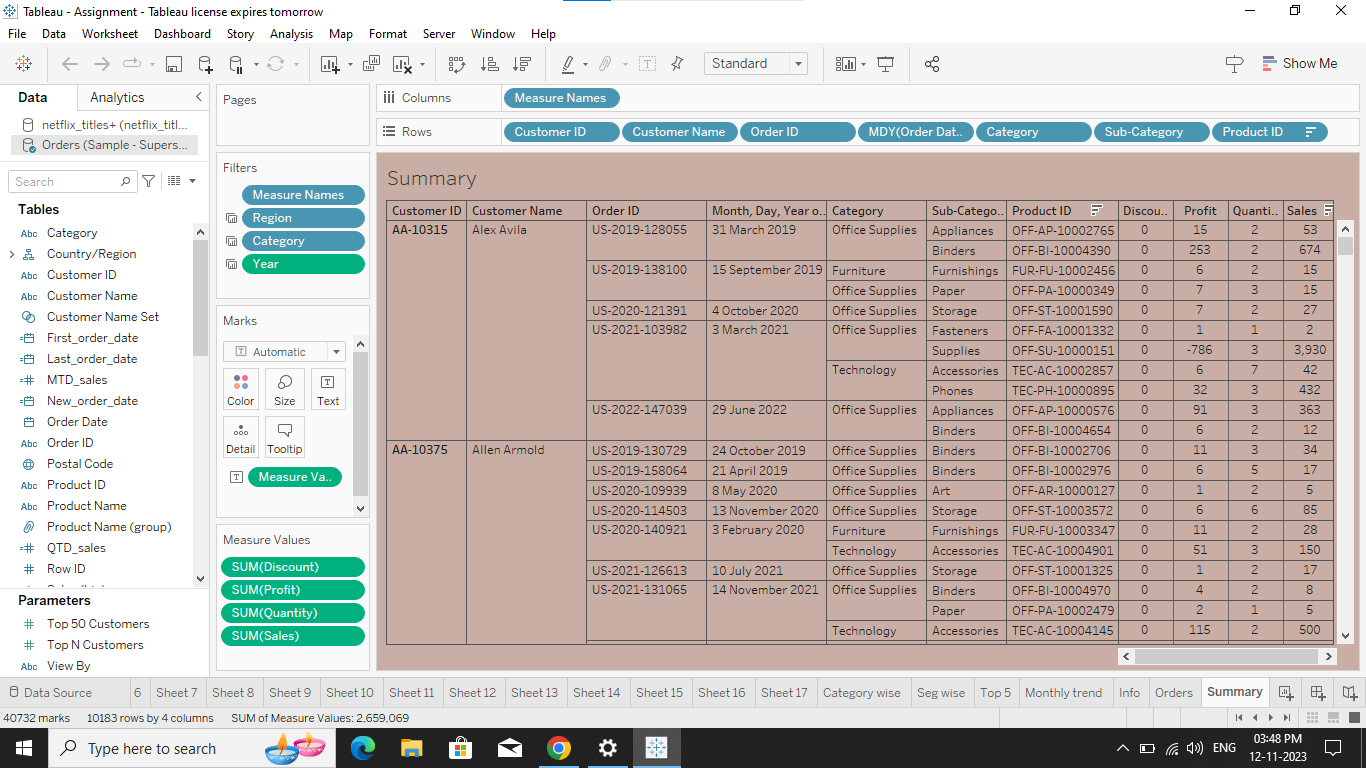 Tableau - Assignment - Tableau license expires tomorrow
File Data Worksheet Dashboard Story Analysis Map Format Server Window Help
Standard Show Me
Data Analytics
netflix_titles+ (netflix_titl...
Orders (Sample - Supers...
Search
Tables
Abc Category
Country/Region
Abc Customer ID
Abc Customer Name
Customer Name Set
First_order_date
Last_order_date
MTD_sales
New_order_date
Order Date
Abc Order ID
Postal Code
Abc Product ID
Abc Product Name
Product Name (group)
QTD_sales
Row ID
Parameters
Top 50 Customers
Top N Customers
Abc View By
Pages
Filters
Measure Names
Region
Category
Year
Marks
T Automatic
Color Size Text
Detail Tooltip
Measure Va..
Measure Values
SUM(Discount)
SUM(Profit)
SUM(Quantity)
SUM(Sales)
Columns Measure Names
Rows Customer ID Customer Name Order ID MDY(Order Dat.. Category Sub-Category Product ID
Summary
Customer ID Customer Name Order ID Month, Day, Year o.. Category Sub-Catego.. Product ID Discou.. Profit Quanti.. Sales
AA-10315 Alex Avila US-2019-128055 31 March 2019 Office Supplies Appliances OFF-AP-10002765 0 15 2 53
Binders OFF-BI-10004390 0 253 2 674
US-2019-138100 15 September 2019 Furniture Furnishings FUR-FU-10002456 0 6 2 15
Office Supplies Paper OFF-PA-10000349 0 7 3 15
US-2020-121391 4 October 2020 Office Supplies Storage OFF-ST-10001590 0 7 2 27
US-2021-103982 3 March 2021 Office Supplies Fasteners OFF-FA-10001332 0 1 1 2
Supplies OFF-SU-10000151 0 -786 3 3,930
Technology Accessories TEC-AC-10002857 0 6 7 42
Phones TEC-PH-10000895 0 32 3 432
US-2022-147039 29 June 2022 Office Supplies Appliances OFF-AP-10000576 0 91 3 363
Binders OFF-BI-10004654 0 6 2 12
AA-10375 Allen Armold US-2019-130729 24 October 2019 Office Supplies Binders OFF-BI-10002706 0 11 3 34
US-2019-158064 21 April 2019 Office Supplies Binders OFF-BI-10002976 0 6 5 17
US-2020-109939 8 May 2020 Office Supplies Art OFF-AR-10000127 0 1 2 5
US-2020-114503 13 November 2020 Office Supplies Storage OFF-ST-10003572 0 6 6 85
US-2020-140921 3 February 2020 Furniture Furnishings FUR-FU-10003347 0 11 2 28
Technology Accessories TEC-AC-10004901 0 51 3 150
US-2021-126613 10 July 2021 Office Supplies Storage OFF-ST-10001325 0 1 2 17
US-2021-131065 14 November 2021 Office Supplies Binders OFF-BI-10004970 0 4 2 8
Paper OFF-PA-10002479 0 2 1 5
Technology Accessories TEC-AC-10004145 0 115 2 500
Data Source 6 Sheet 7 Sheet 8 Sheet 9 Sheet 10 Sheet 11 Sheet 12 Sheet 13 Sheet 14 Sheet 15 Sheet 16 Sheet 17 Category wise Seg wise Top 5 Monthly trend Info Orders Summary
40732 marks 10183 rows by 4 columns SUM of Measure Values: 2,659,069
Type here to search ENG 03:48 PM
12-11-2023